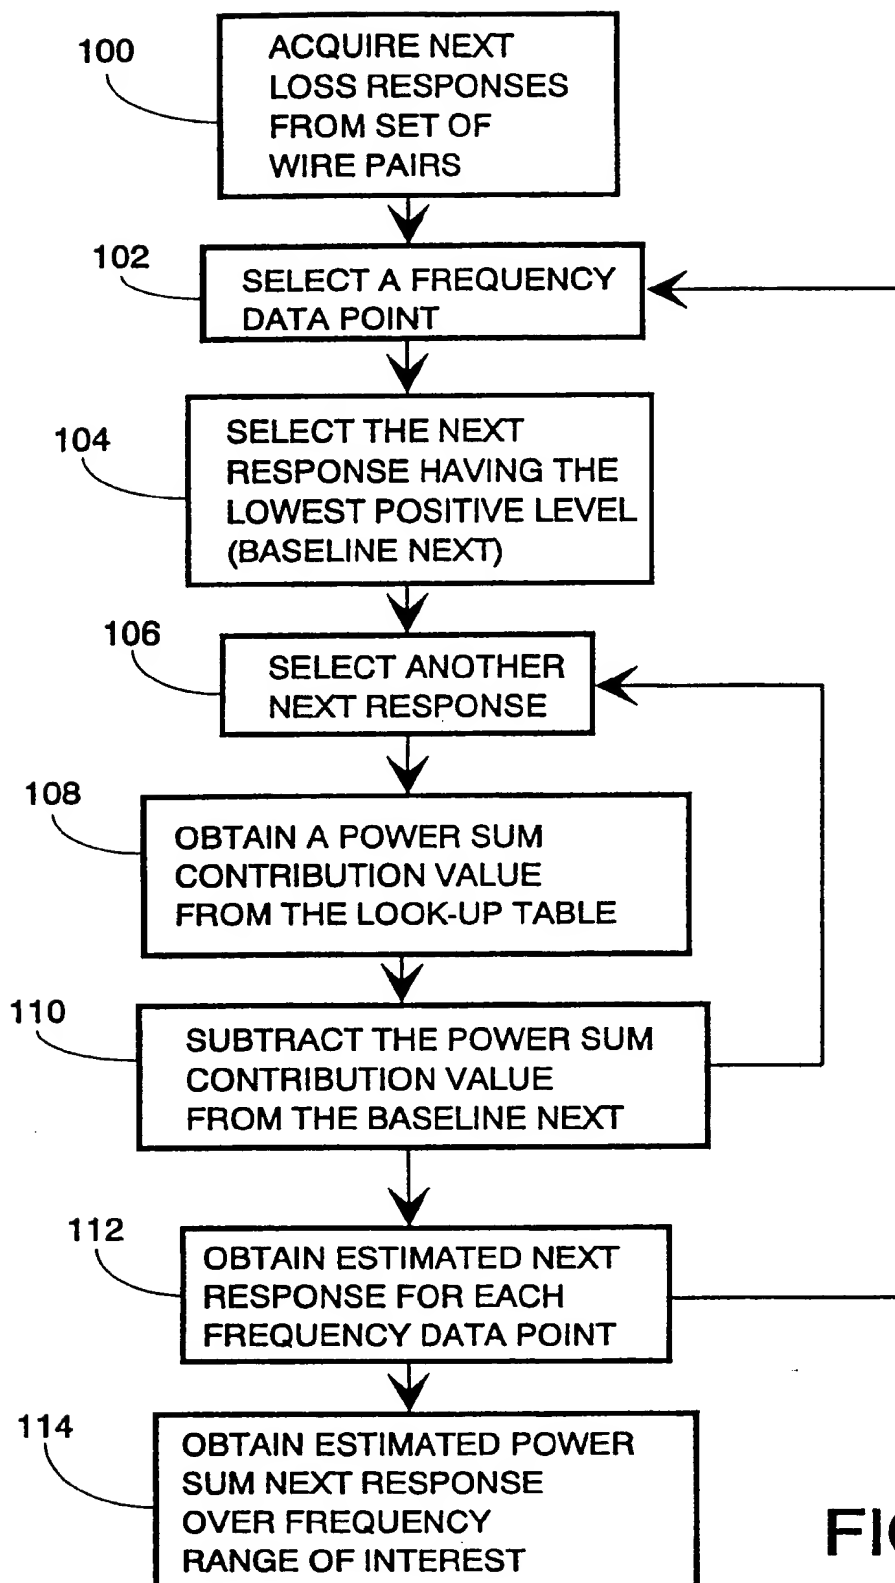 100
ACQUIRE NEXT
LOSS RESPONSES
FROM SET OF
WIRE PAIRS
102
SELECT A FREQUENCY
DATA POINT
104
SELECT THE NEXT
RESPONSE HAVING THE
LOWEST POSITIVE LEVEL
(BASELINE NEXT)
106
SELECT ANOTHER
NEXT RESPONSE
108
OBTAIN A POWER SUM
CONTRIBUTION VALUE
FROM THE LOOK-UP TABLE
110
SUBTRACT THE POWER SUM
CONTRIBUTION VALUE
FROM THE BASELINE NEXT
112
OBTAIN ESTIMATED NEXT
RESPONSE FOR EACH
FREQUENCY DATA POINT
114
OBTAIN ESTIMATED POWER
SUM NEXT RESPONSE
OVER FREQUENCY
RANGE OF INTEREST